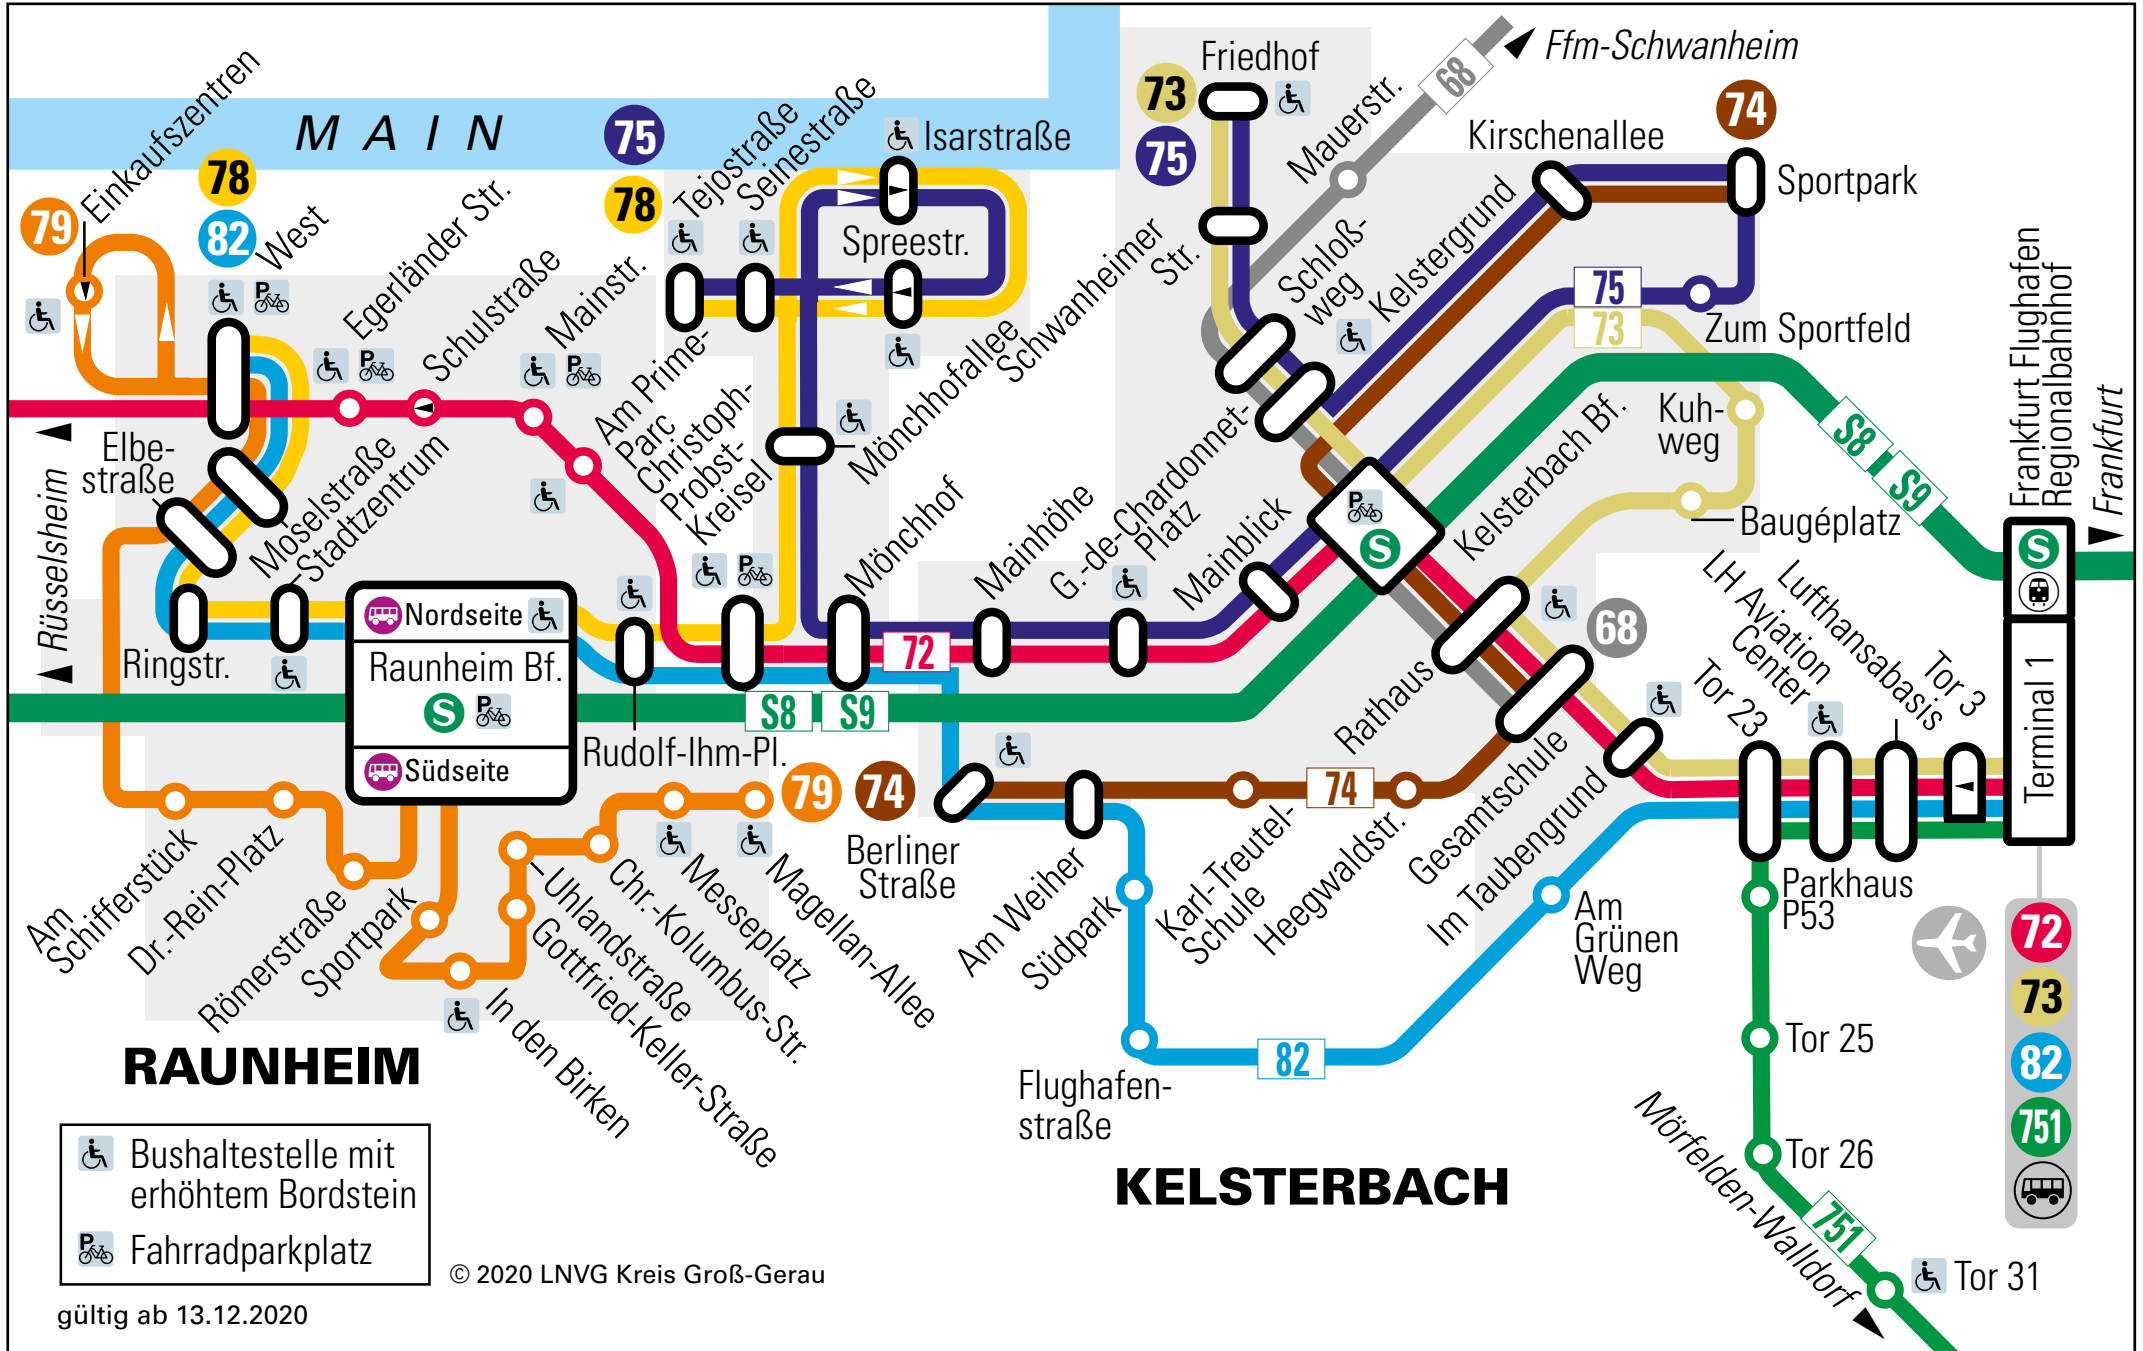 MAIN
79
Einkaufszentren
78
82
West
Egerländer Str.
Schulstraße
Mainstr.
75
78
Tejostraße
Seinestraße
Isarstraße
Spreestr.
73
75
Friedhof
Schwanheimer
Str.
Mauerstr.
68
Ffm-Schwanheim
Schloß-
weg
Kelstergrund
Kirschenallee
74
Sportpark
75
73
Zum Sportfeld
Kuh-
weg
Baugéplatz
S8
S9
Frankfurt Flughafen
Regionalbahnhof
Frankfurt
S
Terminal 1
Rüsselsheim
Elbe-
straße
Moselstraße
Stadtzentrum
Ringstr.
Nordseite
Raunheim Bf.
S
P
Südseite
Am Prime-
Parc
Christoph-
Probst-
Kreisel
Mönchhofallee
Mönchhof
Rudolf-Ihm-Pl.
S8
S9
72
Mainhöhe
G.-de-Chardonnet-
Platz
Mainblick
P
S
Kelsterbach Bf.
68
Rathaus
Gesamtschule
Im Taubengrund
Tor 23
LH Aviation
Center
Lufthansabasis
Tor 3
Am
Schifferstück
Dr.-Rein-Platz
Römerstraße
Sportpark
In den Birken
Gottfried-Keller-Straße
Uhlandstraße
Chr.-Kolumbus-Str.
Messeplatz
Magellan-Allee
79
74
Berliner
Straße
Am Weiher
Südpark
Karl-Treutel-
Schule
74
Heegwaldstr.
Flughafen-
straße
82
Am
Grünen
Weg
Parkhaus
P53
Tor 25
Tor 26
751
Tor 31
Mörfelden-Walldorf
72
73
82
751
RAUNHEIM
KELSTERBACH
Bushaltestelle mit
erhöhtem Bordstein
P
Fahrradparkplatz
© 2020 LNVG Kreis Groß-Gerau
gültig ab 13.12.2020